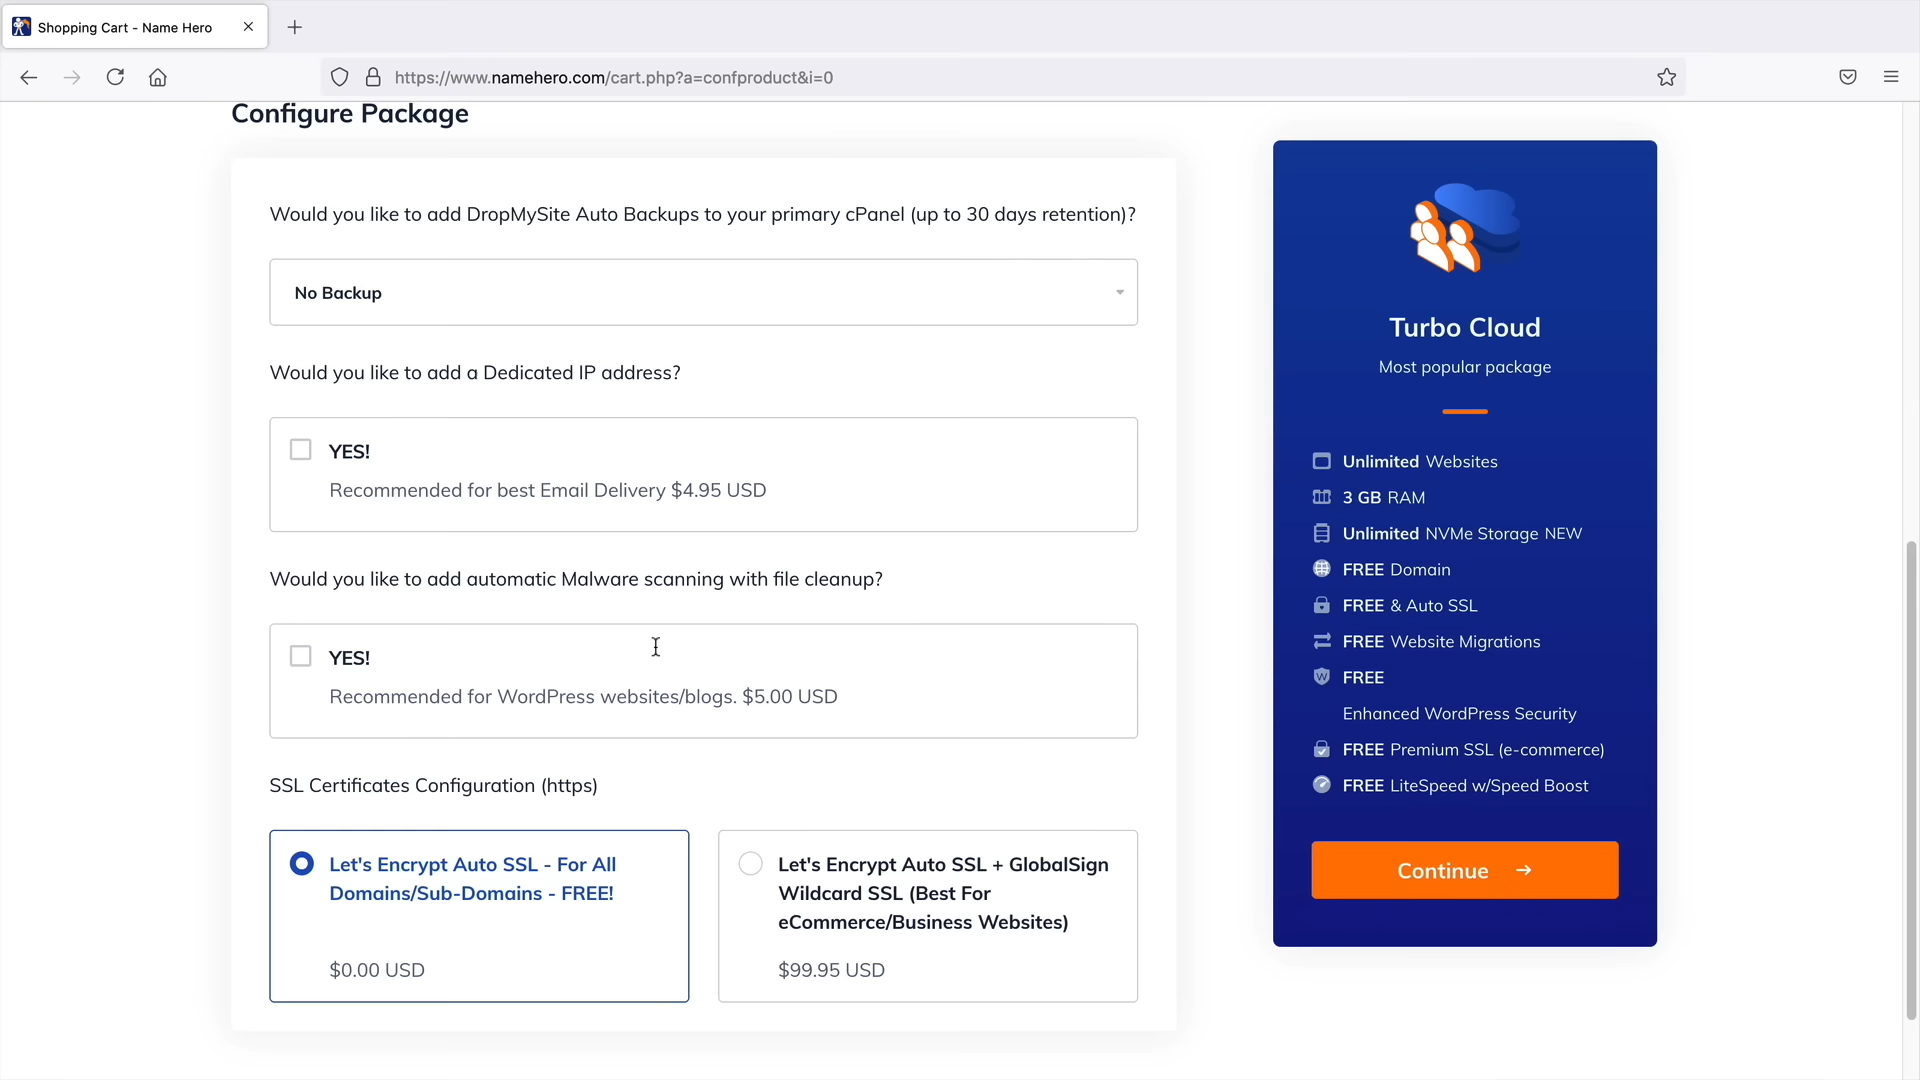 Shopping Cart - Name Hero
https://www.namehero.com/cart.php?a=confproduct&i=0
Configure Package
Would you like to add DropMySite Auto Backups to your primary cPanel (up to 30 days retention)?
No Backup
Would you like to add a Dedicated IP address?
YES!
Recommended for best Email Delivery $4.95 USD
Would you like to add automatic Malware scanning with file cleanup?
YES!
Recommended for WordPress websites/blogs. $5.00 USD
SSL Certificates Configuration (https)
Let's Encrypt Auto SSL - For All
Domains/Sub-Domains - FREE!
$0.00 USD
Let's Encrypt Auto SSL + GlobalSign
Wildcard SSL (Best For
eCommerce/Business Websites)
$99.95 USD
Turbo Cloud
Most popular package
Unlimited Websites
3 GB RAM
Unlimited NVMe Storage NEW
FREE Domain
FREE & Auto SSL
FREE Website Migrations
FREE
Enhanced WordPress Security
FREE Premium SSL (e-commerce)
FREE LiteSpeed w/Speed Boost
Continue →